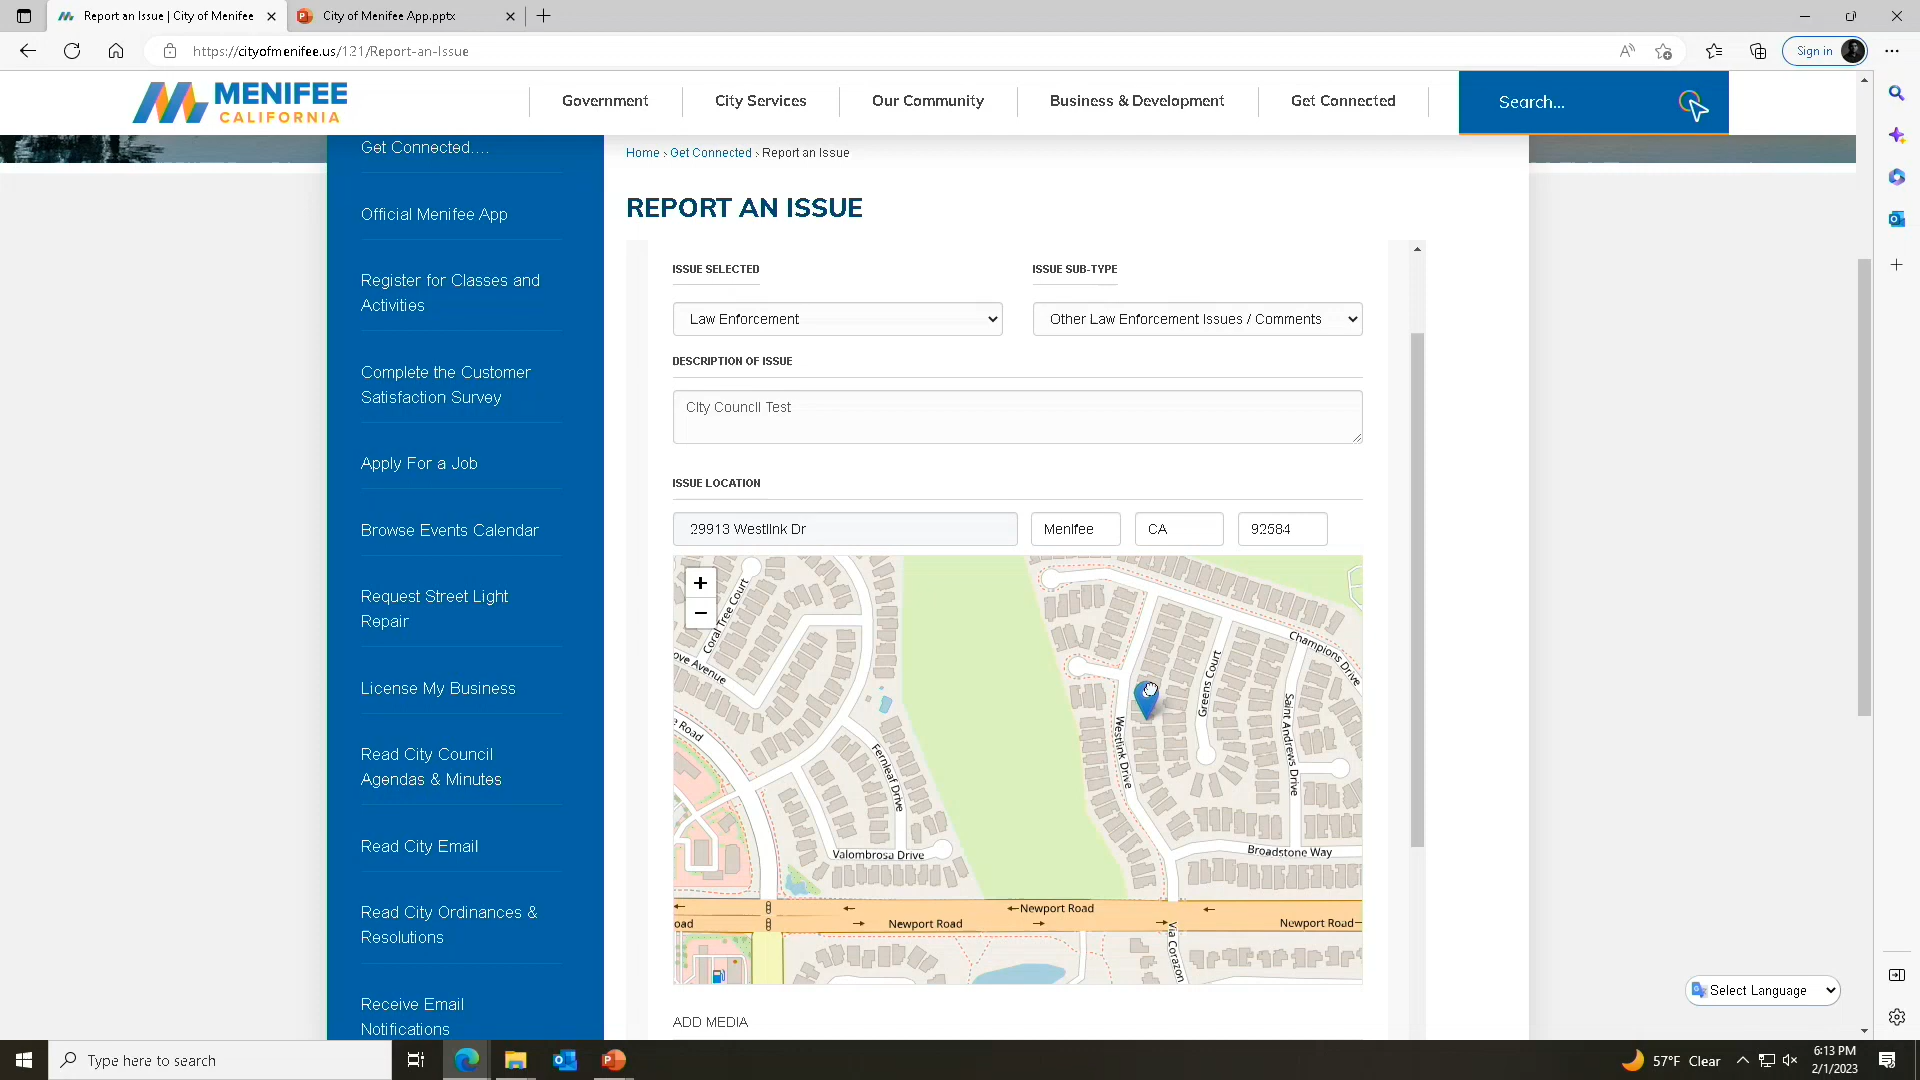 Report an Issue | City of Menifee
City of Menifee App.pptx
https://cityofmenifee.us/121/Report-an-Issue
Sign in
MENIFEE
CALIFORNIA
Government
City Services
Our Community
Business & Development
Get Connected
Search...
Get Connected....
Official Menifee App
Register for Classes and
Activities
Complete the Customer
Satisfaction Survey
Apply For a Job
Browse Events Calendar
Request Street Light
Repair
License My Business
Read City Council
Agendas & Minutes
Read City Email
Read City Ordinances &
Resolutions
Receive Email
Notifications
Home › Get Connected › Report an Issue
REPORT AN ISSUE
ISSUE SELECTED
ISSUE SUB-TYPE
Law Enforcement
Other Law Enforcement Issues / Comments
DESCRIPTION OF ISSUE
City Council Test
ISSUE LOCATION
29913 Westlink Dr
Menifee
CA
92584
+
−
Coral Tree Court
ove Avenue
e Road
Fernleaf Drive
Valombrosa Drive
Champions Drive
Greens Court
Saint Andrews Drive
Westlink Drive
Broadstone Way
Newport Road
oad
Newport Road
Newport Road
Via Corazon
ADD MEDIA
Select Language
Type here to search
57°F Clear
6:13 PM
2/1/2023